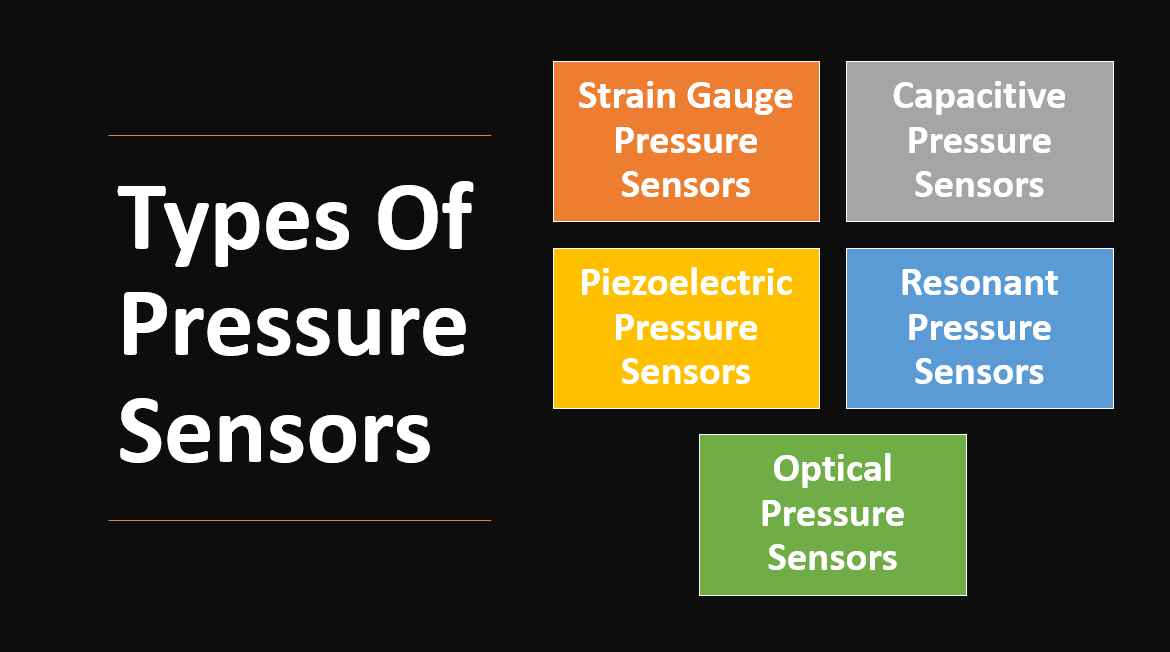 Types Of
Pressure
Sensors
Strain Gauge
Pressure
Sensors
Capacitive
Pressure
Sensors
Piezoelectric
Pressure
Sensors
Resonant
Pressure
Sensors
Optical
Pressure
Sensors